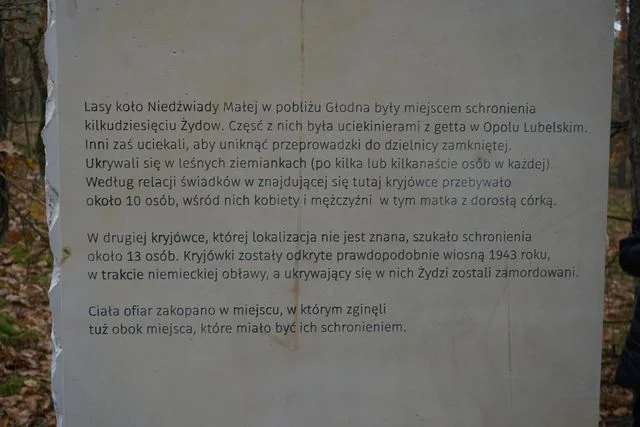 Lasy koło Niedźwiady Małej w pobliżu Głodna były miejscem schronienia
kilkudziesięciu Żydow. Częsć z nich była uciekinierami z getta w Opolu Lubelskim.
Inni zaś uciekali, aby uniknąć przeprowadzki do dzielnicy zamkniętej.
Ukrywali się w leśnych ziemiankach (po kilka lub kilkanaście osób w każdej).
Według relacji świadków w znajdującej się tutaj kryjówce przebywało
około 10 osób, wśród nich kobiety i mężczyźni w tym matka z dorosłą córką.
W drugiej kryjówce, której lokalizacja nie jest znana, szukało schronienia
około 13 osób. Kryjówki zostały odkryte prawdopodobnie wiosną 1943 roku,
w trakcie niemieckiej obławy, a ukrywający się w nich Żydzi zostali zamordowani.
Ciała ofiar zakopano w miejscu, w którym zginęli
tuż obok miejsca, które miało być ich schronieniem.